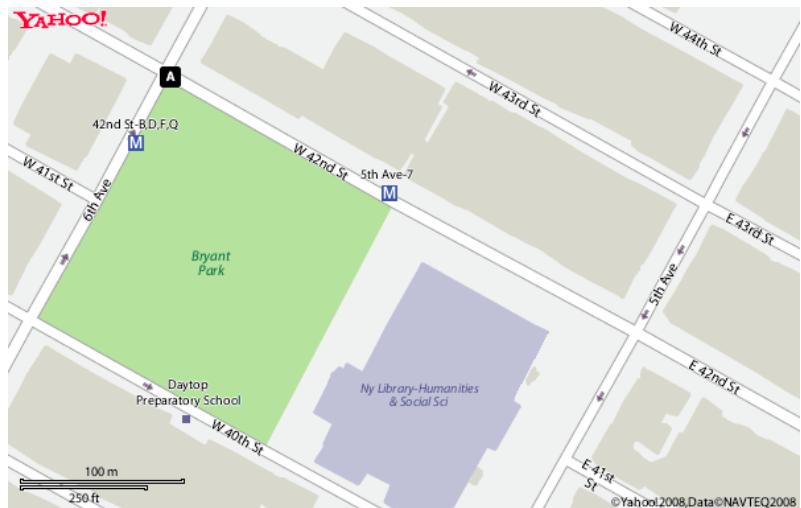 YAHOO!
W 44th St
A
W 43rd St
42nd St-B,D,F,Q
M
W 42nd St
5th Ave-7
M
W 41st St
6th Ave
E 43rd St
Bryant
Park
5th Ave
E 42nd St
Daytop
Preparatory School
Ny Library-Humanities
& Social Sci
W 40th St
E 41st
St
100 m
250 ft
©Yahoo!2008,Data©NAVTEQ2008